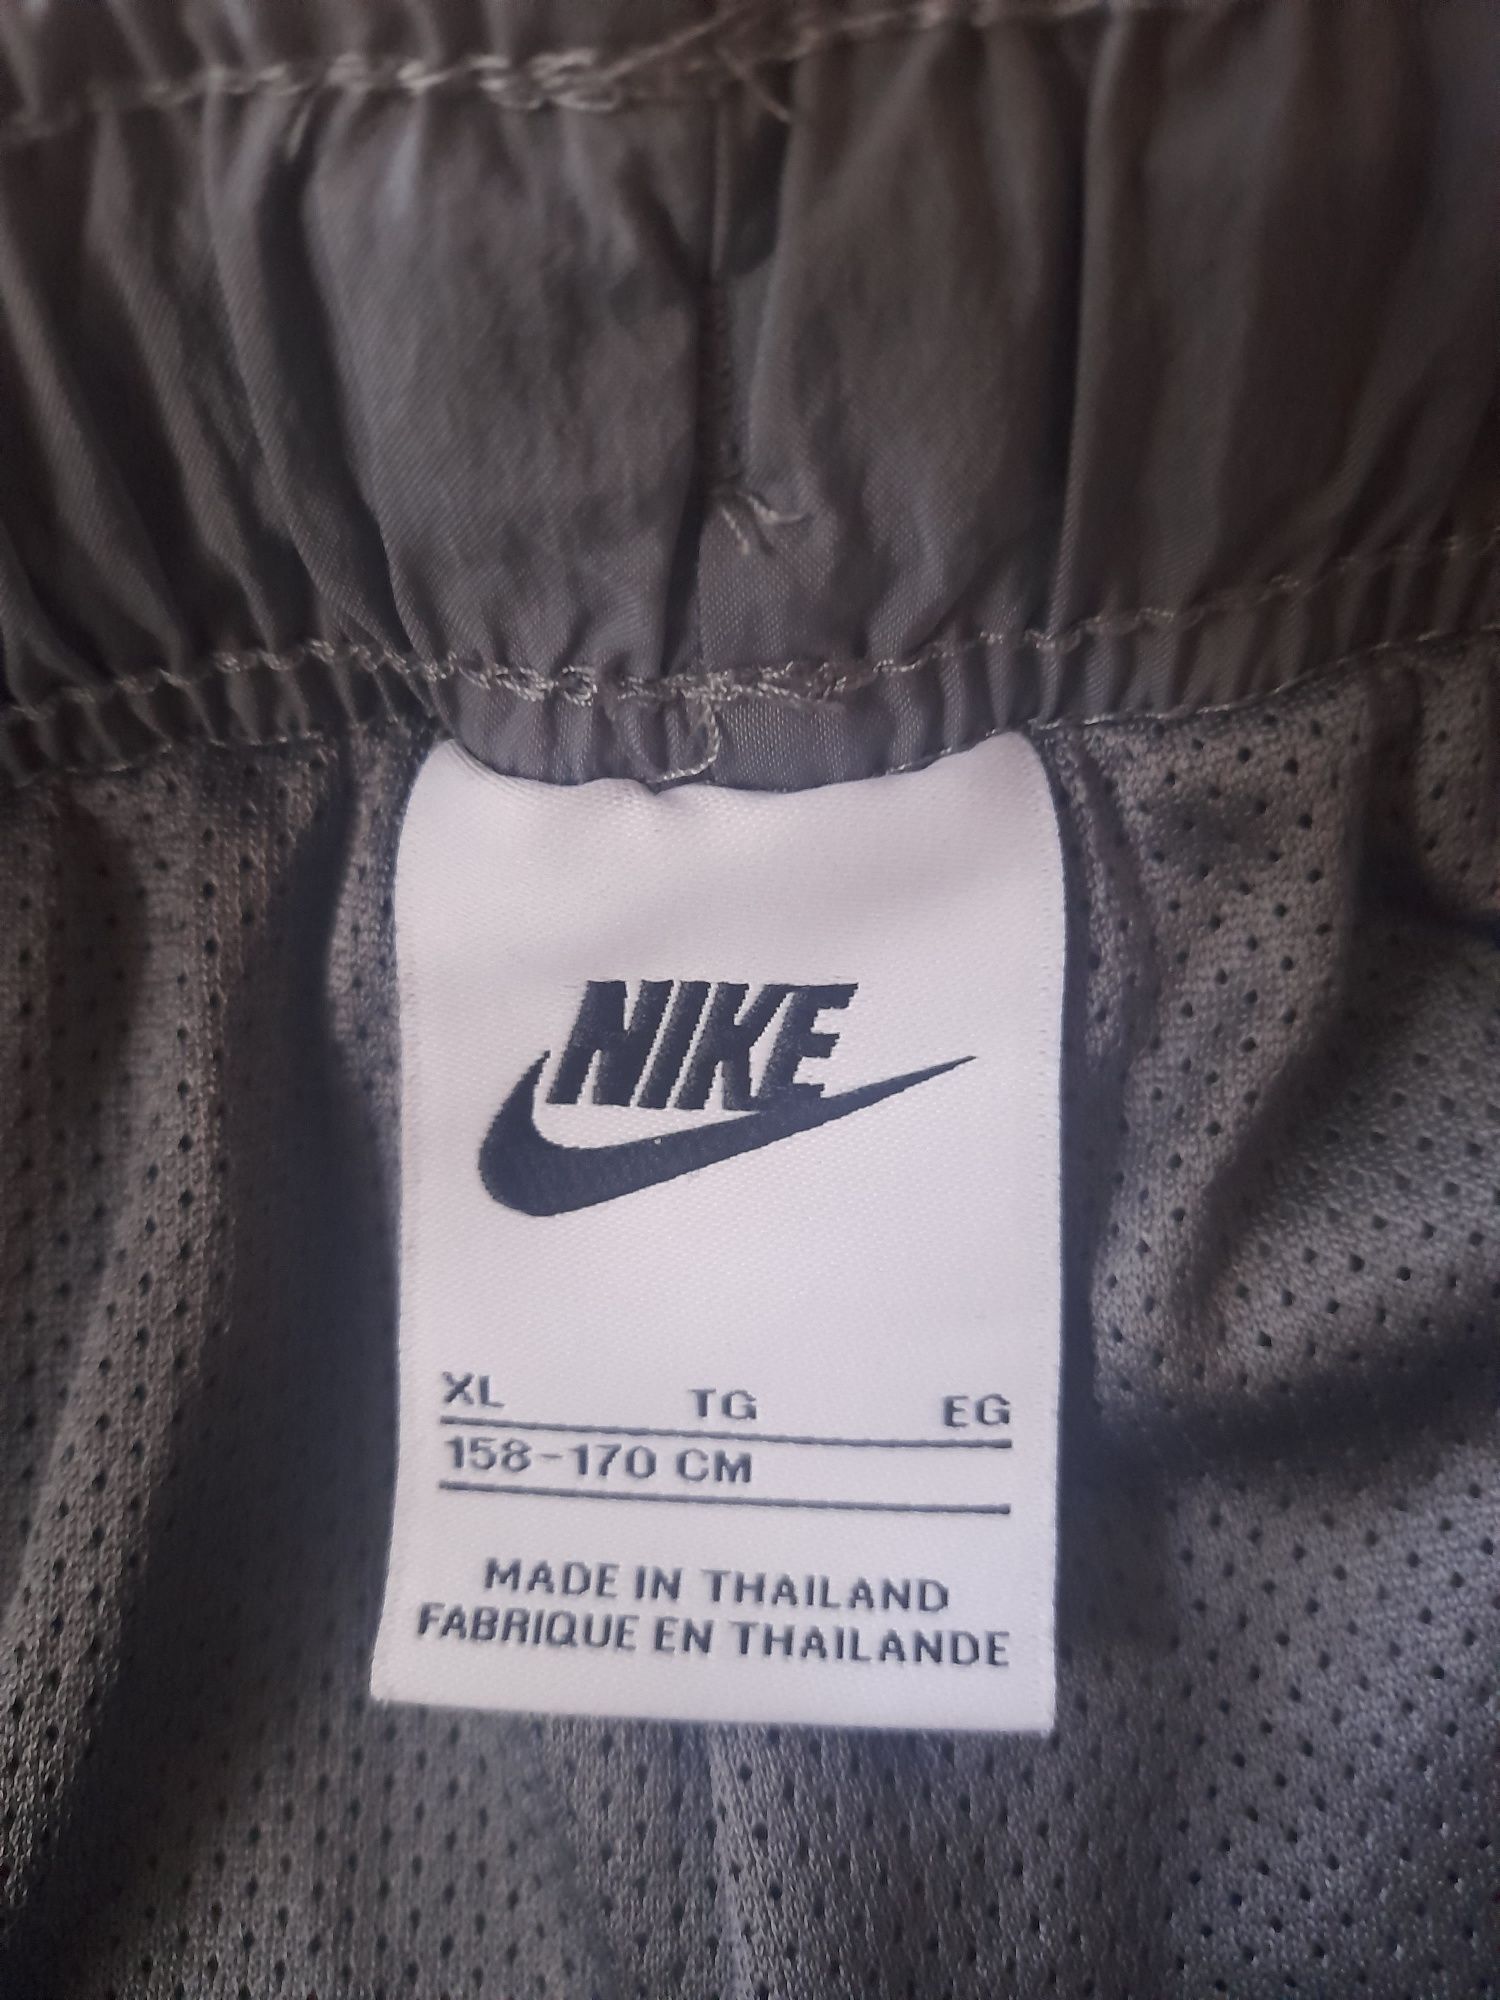 NIKE
XL TG EG
158-170 CM
MADE IN THAILAND
FABRIQUE EN THAILANDE